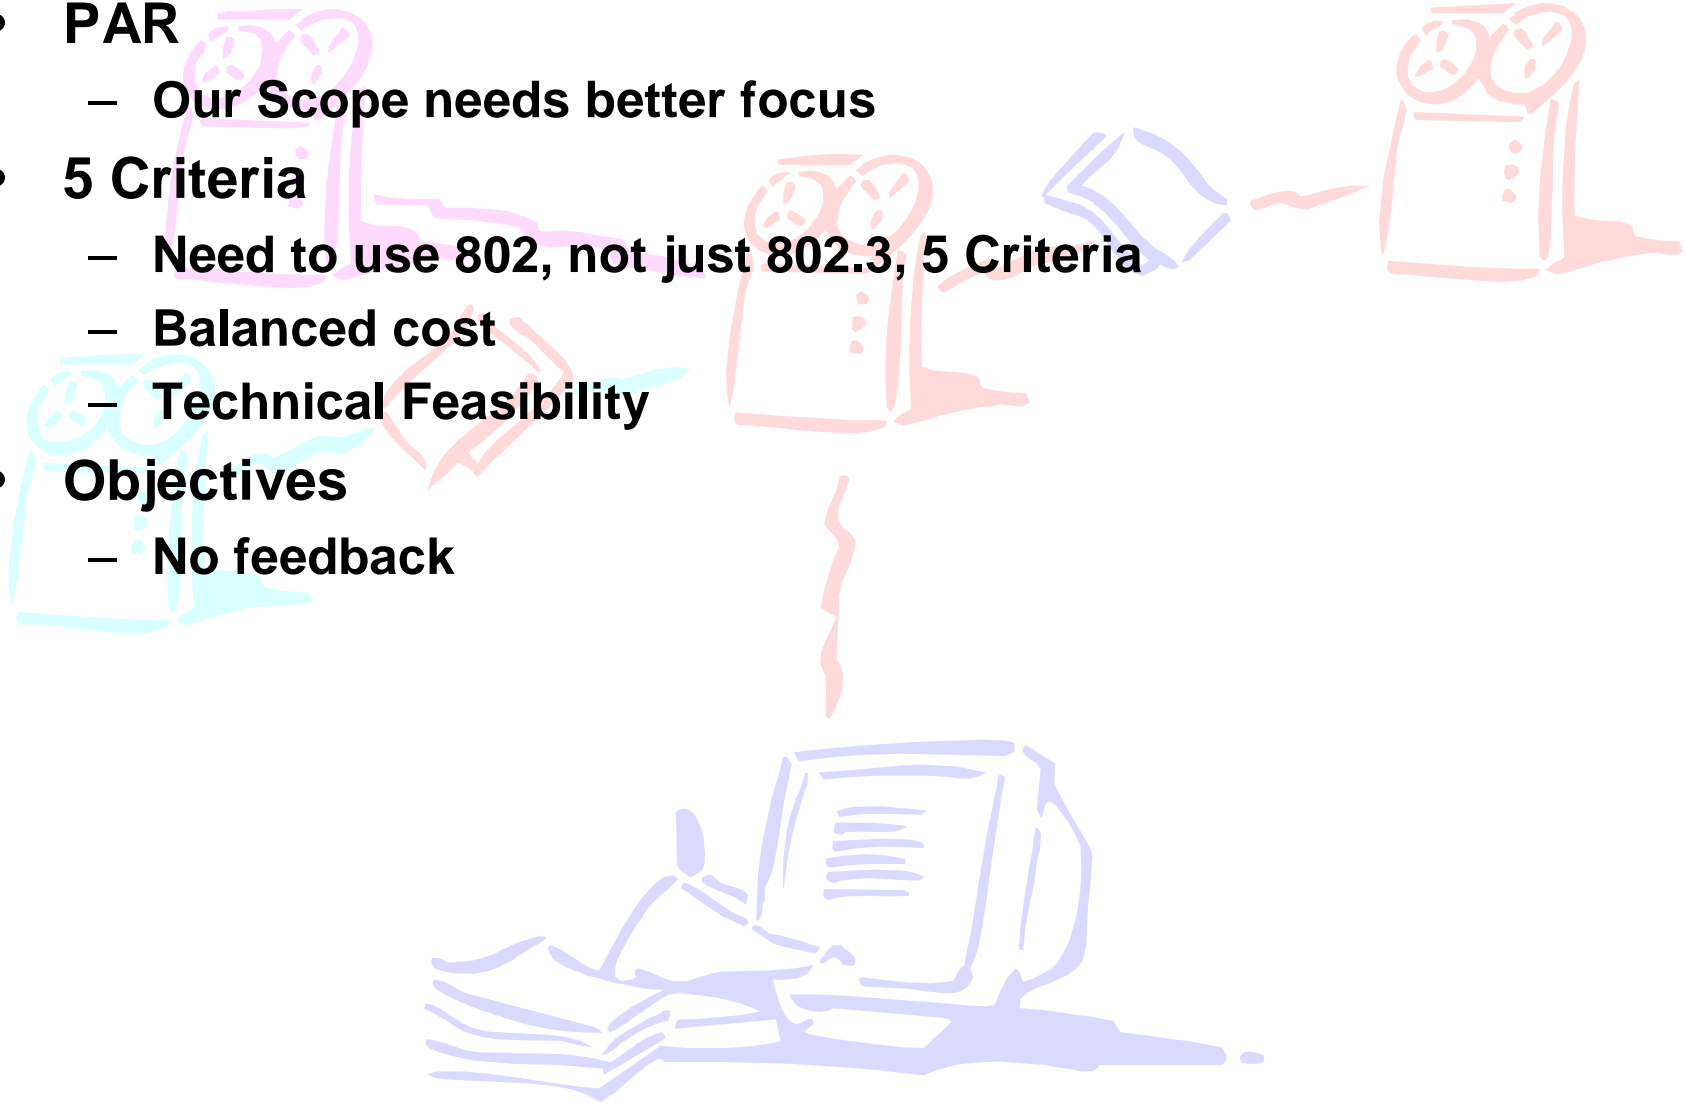 • PAR
– Our Scope needs better focus
• 5 Criteria
– Need to use 802, not just 802.3, 5 Criteria
– Balanced cost
– Technical Feasibility
• Objectives
– No feedback